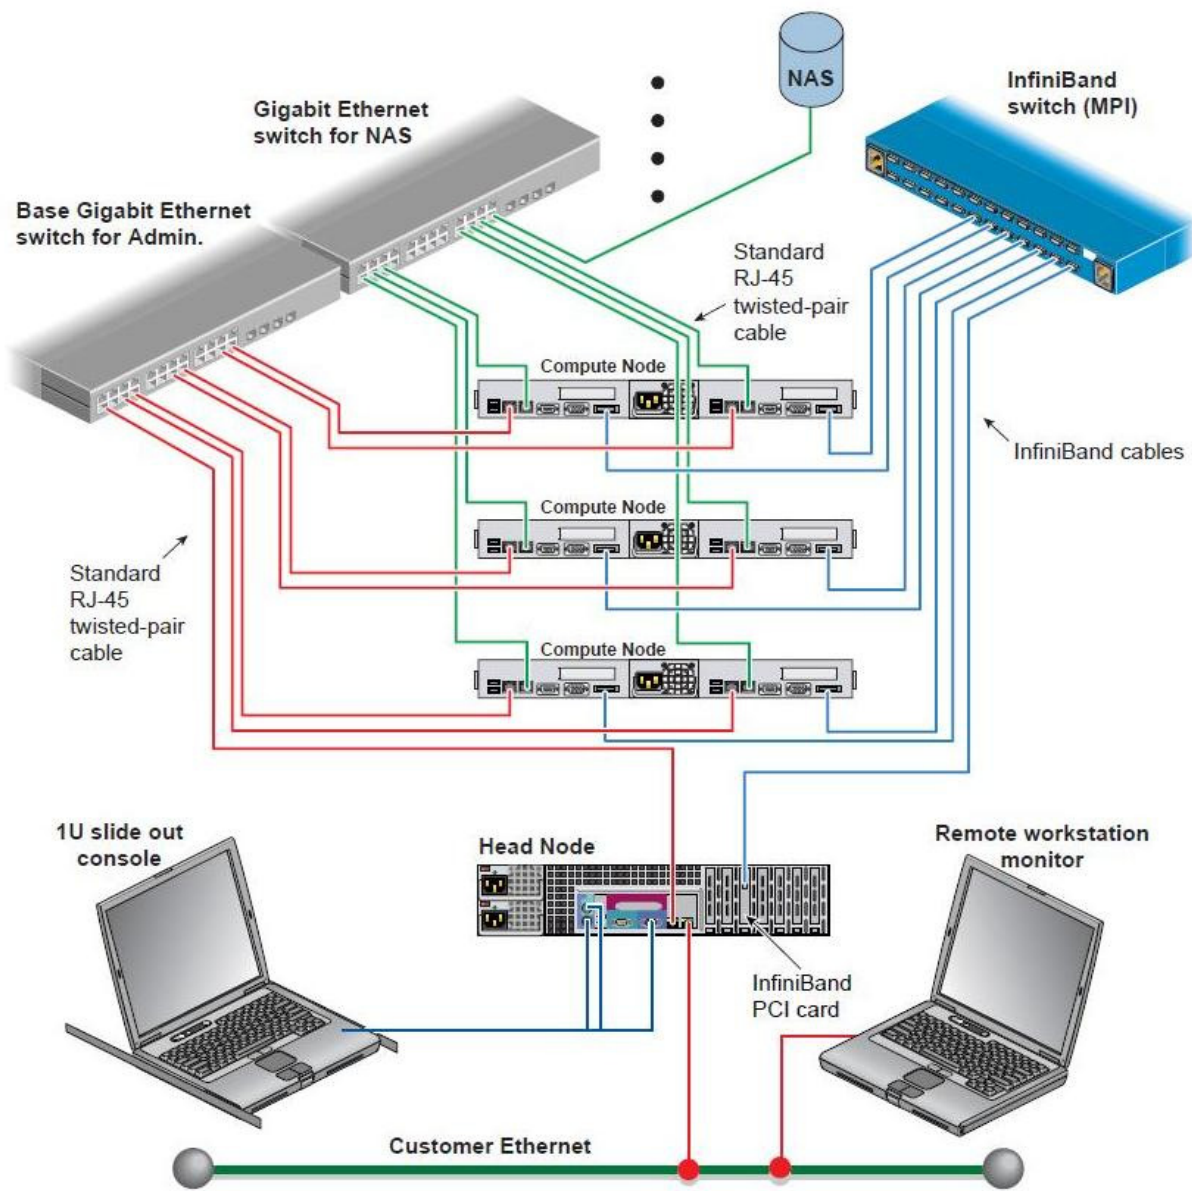 NAS
InfiniBand
switch (MPI)
Gigabit Ethernet
switch for NAS
Base Gigabit Ethernet
switch for Admin.
Standard
RJ-45
twisted-pair
cable
Compute Node
InfiniBand cables
Compute Node
Standard
RJ-45
twisted-pair
cable
Compute Node
1U slide out
console
Head Node
Remote workstation
monitor
InfiniBand
PCI card
Customer Ethernet